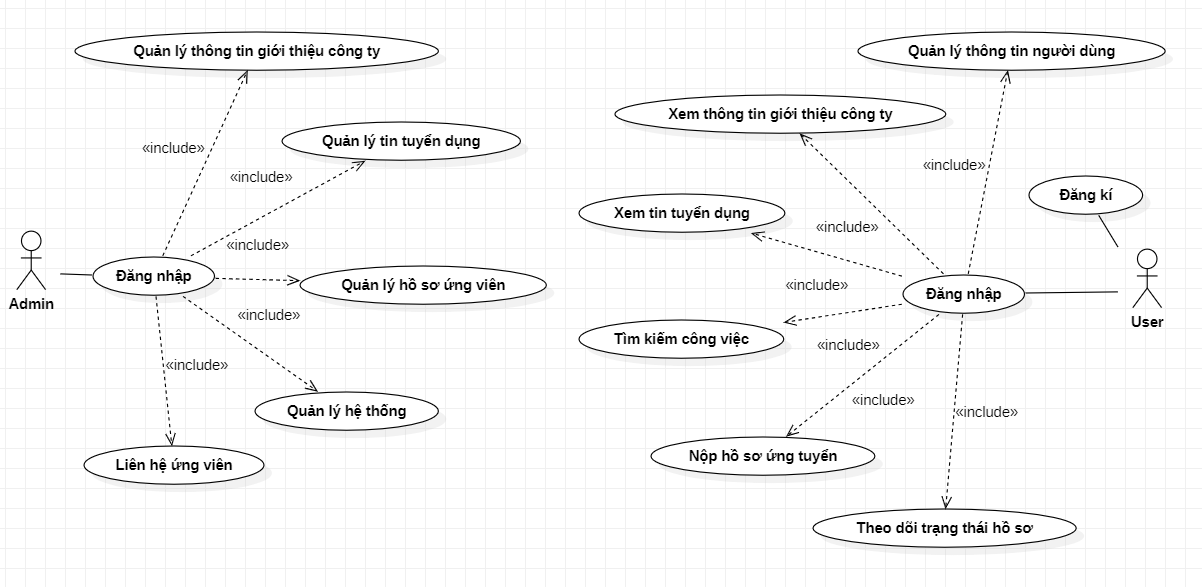 Quản lý thông tin giới thiệu công ty
«include»
Quản lý tin tuyển dụng
«include»
Admin
Đăng nhập
«include»
Quản lý hồ sơ ứng viên
«include»
Quản lý hệ thống
«include»
Liên hệ ứng viên
Quản lý thông tin người dùng
Xem thông tin giới thiệu công ty
«include»
Đăng kí
Xem tin tuyển dụng
«include»
«include»
Đăng nhập
User
Tìm kiếm công việc
«include»
«include»
«include»
Nộp hồ sơ ứng tuyển
Theo dõi trạng thái hồ sơ